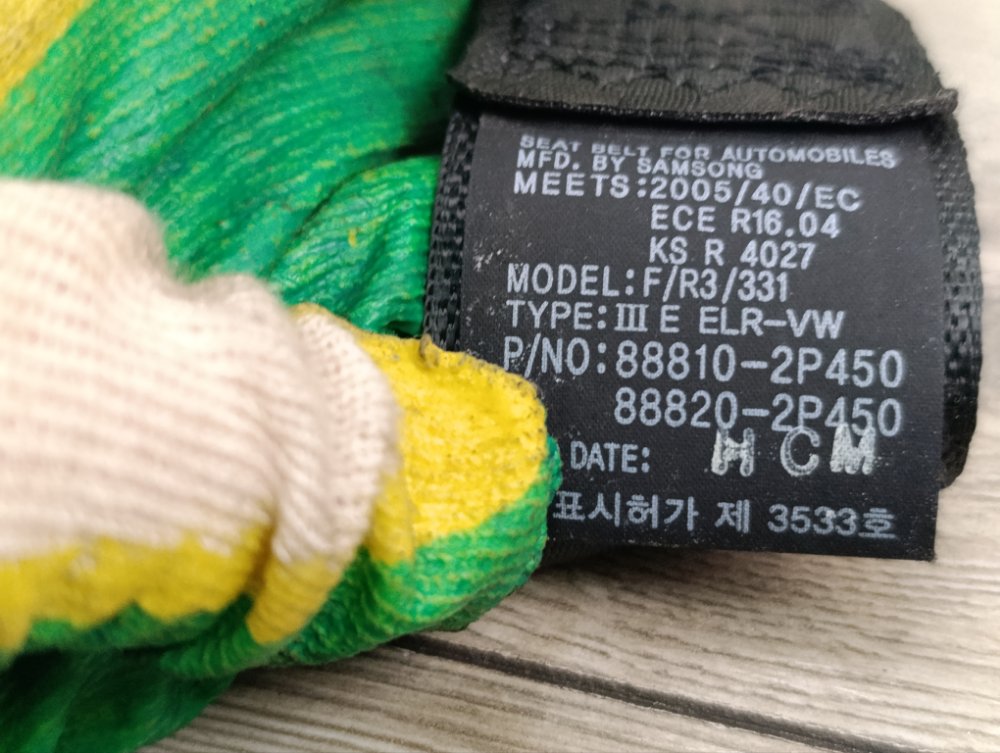 SEAT BELT FOR AUTOMOBILES
MFD. BY SAMSONG
MEETS:2005/40/EC
ECE R16.04
KS R 4027
MODEL:F/R3/331
TYPE:Ⅲ E ELR-VW
P/NO:88810-2P450
88820-2P450
DATE: H C M
표시허가 제 3533호